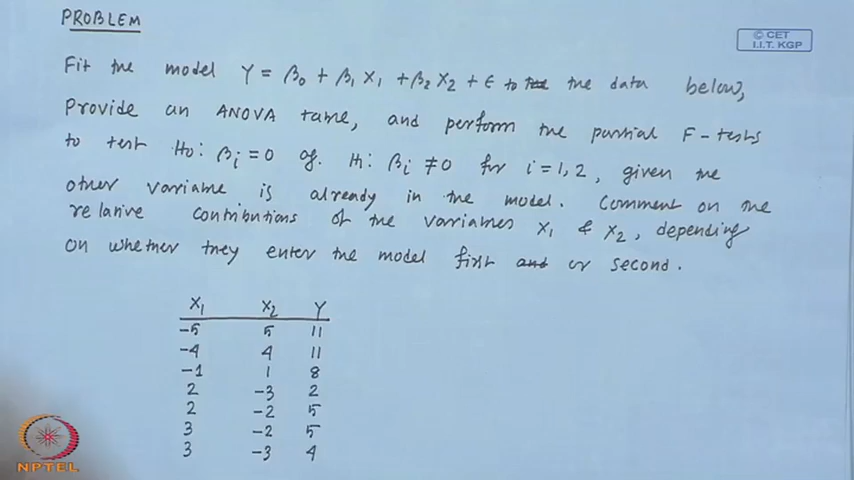 PROBLEM
© CET
I.I.T. KGP
Fit the model Y = β₀ + β₁ X₁ + β₂ X₂ + ϵ to the the data below,
Provide an ANOVA table, and perform the partial F-tests
to test H₀: βᵢ = 0 ag. H₁: βᵢ ≠ 0 for i = 1, 2, given the
other variable is already in the model. Comment on the
relative contributions of the variables X₁ & X₂, depending
on whether they enter the model first and or second.
X₁ X₂ Y
-5 5 11
-4 4 11
-1 1 8
2 -3 2
2 -2 5
3 -2 5
3 -3 4
NPTEL